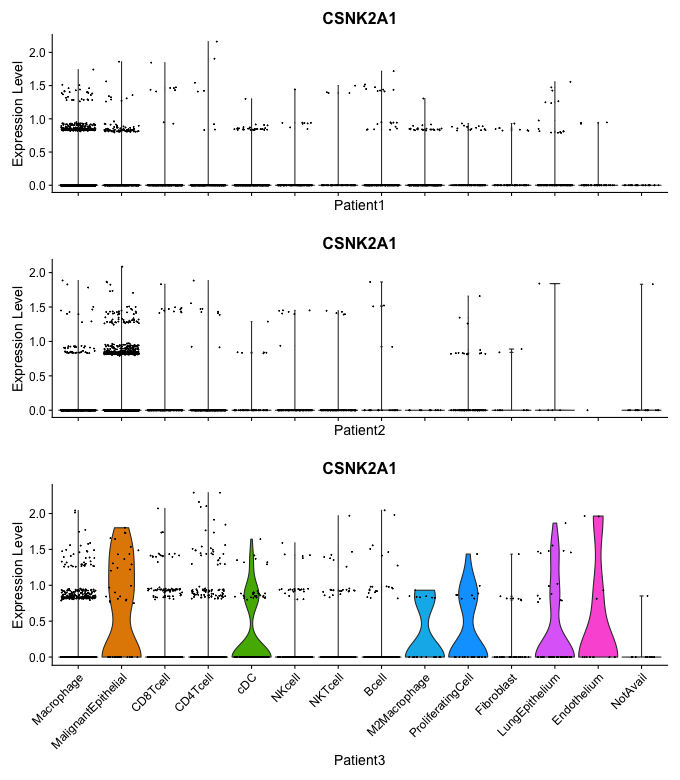 CSNK2A1
Expression Level
2.0
1.5
1.0
0.5
0.0
Patient1
CSNK2A1
Expression Level
2.0
1.5
1.0
0.5
0.0
Patient2
CSNK2A1
Expression Level
2.0
1.5
1.0
0.5
0.0
Macrophage
MalignantEpithelial
CD8Tcell
CD4Tcell
cDC
NKcell
NKTcell
Bcell
M2Macrophage
ProliferatingCell
Fibroblast
LungEpithelium
Endothelium
NotAvail
Patient3